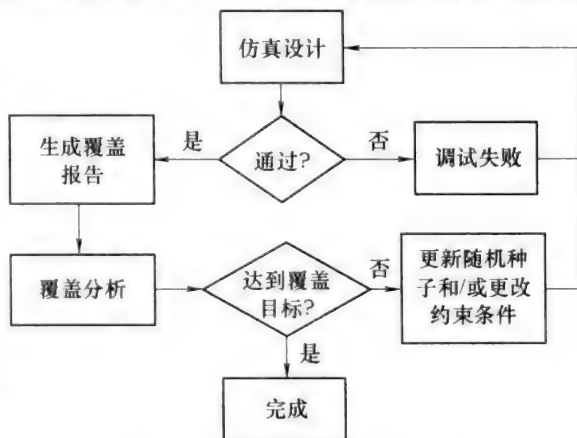 仿真设计
是
否
生成覆盖
报告
通过?
调试失败
覆盖分析
达到覆盖
目标?
否
更新随机种
子和/或更改
约束条件
是
完成